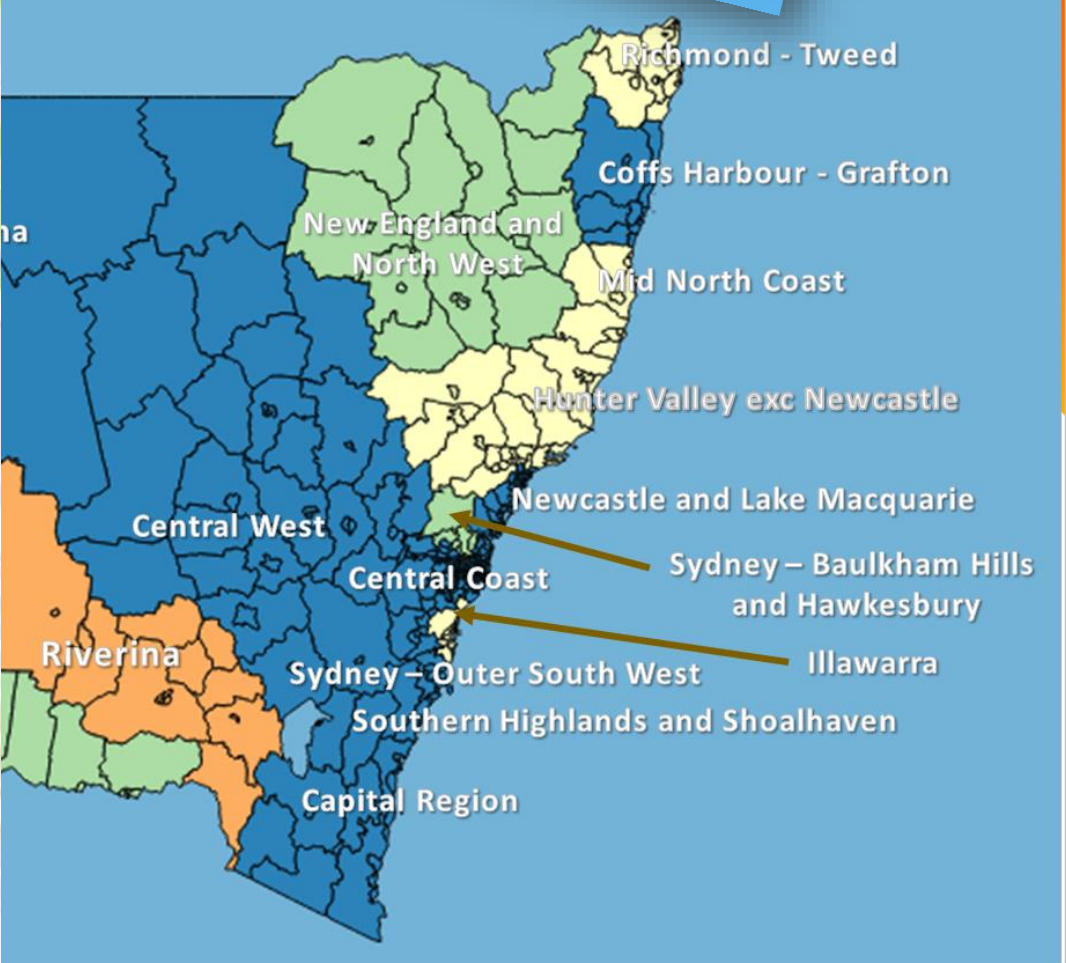 Richmond - Tweed
Coffs Harbour - Grafton
New England and
North West
Mid North Coast
Hunter Valley exc Newcastle
Newcastle and Lake Macquarie
Central West
Sydney – Baulkham Hills
and Hawkesbury
Central Coast
Riverina
Illawarra
Sydney – Outer South West
Southern Highlands and Shoalhaven
Capital Region